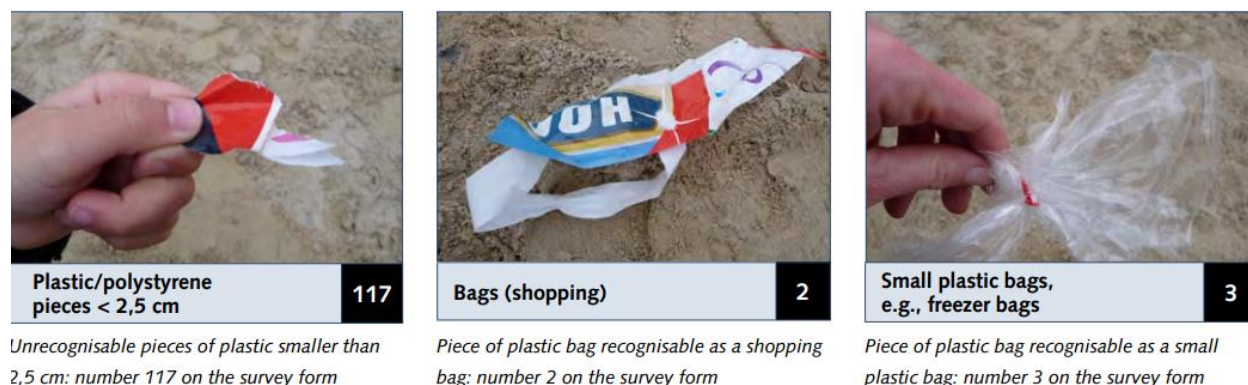 HOL
Plastic/polystyrene
pieces < 2,5 cm
117
Bags (shopping)
2
Small plastic bags,
e.g., freezer bags
3
Unrecognisable pieces of plastic smaller than
2,5 cm: number 117 on the survey form
Piece of plastic bag recognisable as a shopping
bag: number 2 on the survey form
Piece of plastic bag recognisable as a small
plastic bag: number 3 on the survey form